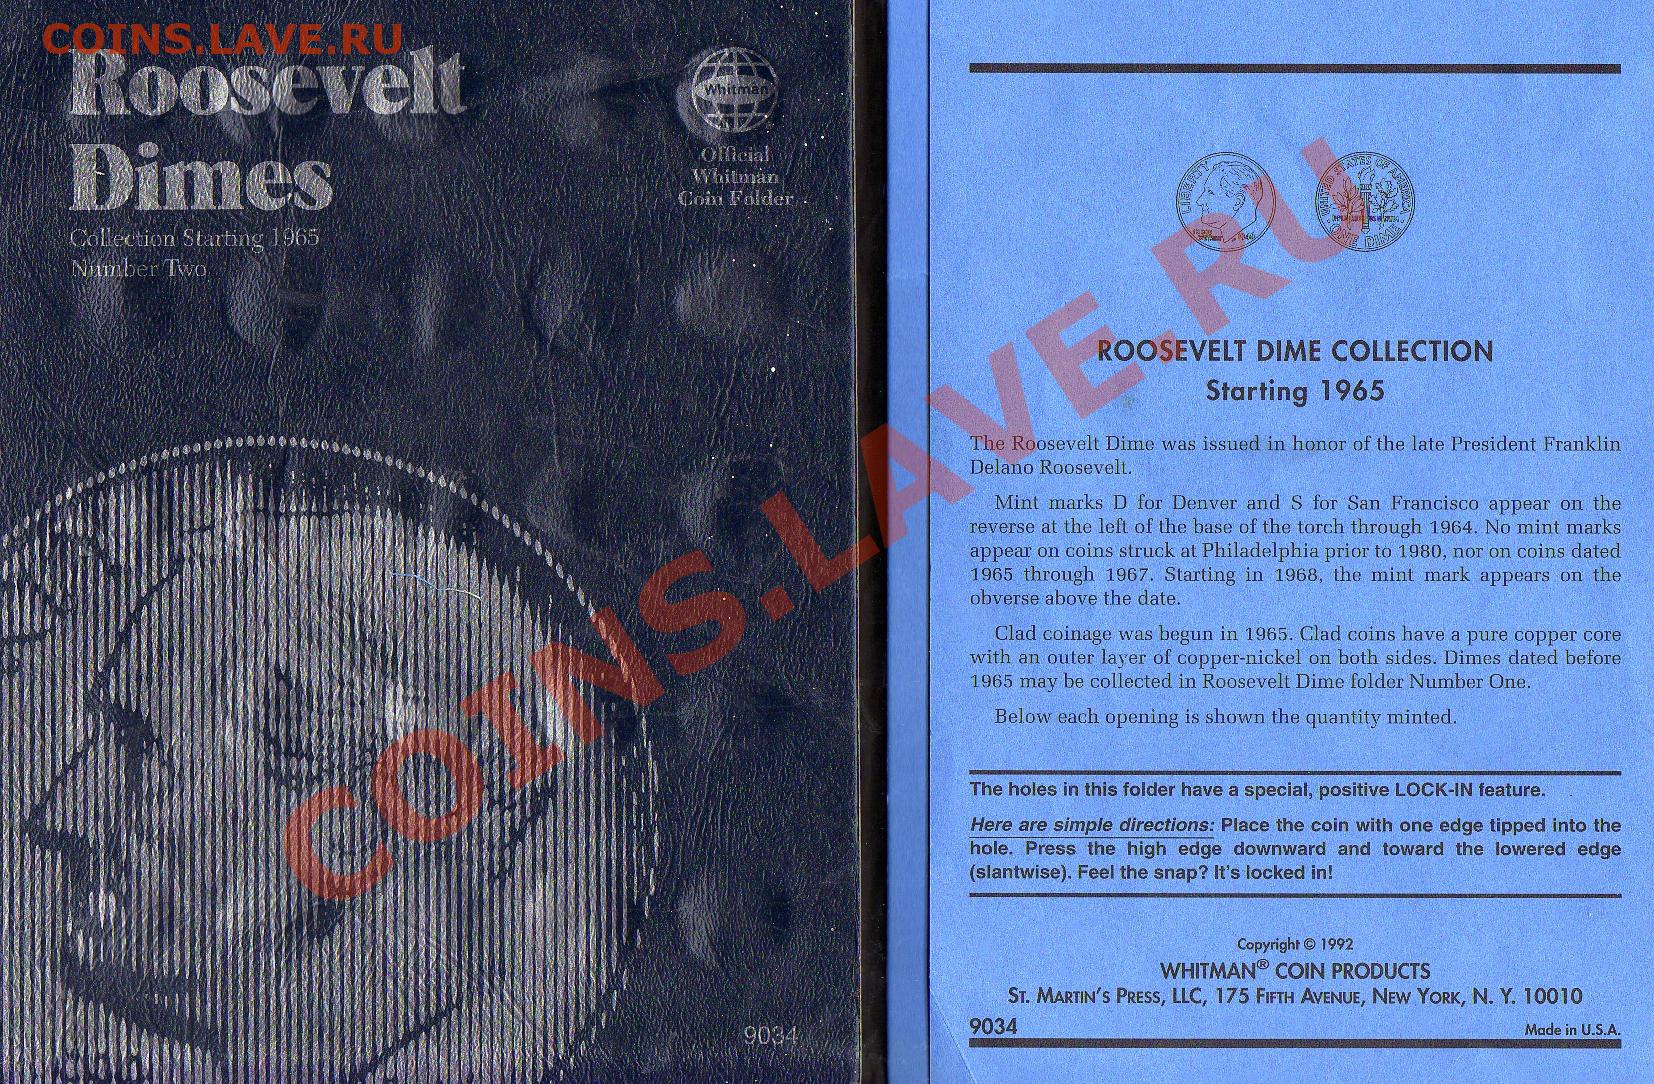 COINS.LAVE.RU
Roosevelt
Dimes
Collection Starting 1965
Number Two
Whitman
Official
Whitman
Coin Folder
9034
COINS.LAVE.RU
LIBERTY
UNITED STATES OF AMERICA
ONE DIME
ROOSEVELT DIME COLLECTION
Starting 1965
The Roosevelt Dime was issued in honor of the late President Franklin
Delano Roosevelt.
Mint marks D for Denver and S for San Francisco appear on the
reverse at the left of the base of the torch through 1964. No mint marks
appear on coins struck at Philadelphia prior to 1980, nor on coins dated
1965 through 1967. Starting in 1968, the mint mark appears on the
obverse above the date.
Clad coinage was begun in 1965. Clad coins have a pure copper core
with an outer layer of copper-nickel on both sides. Dimes dated before
1965 may be collected in Roosevelt Dime folder Number One.
Below each opening is shown the quantity minted.
The holes in this folder have a special, positive LOCK-IN feature.
Here are simple directions: Place the coin with one edge tipped into the
hole. Press the high edge downward and toward the lowered edge
(slantwise). Feel the snap? It's locked in!
Copyright © 1992
WHITMAN® COIN PRODUCTS
ST. MARTIN'S PRESS, LLC, 175 FIFTH AVENUE, NEW YORK, N. Y. 10010
9034
Made in U.S.A.